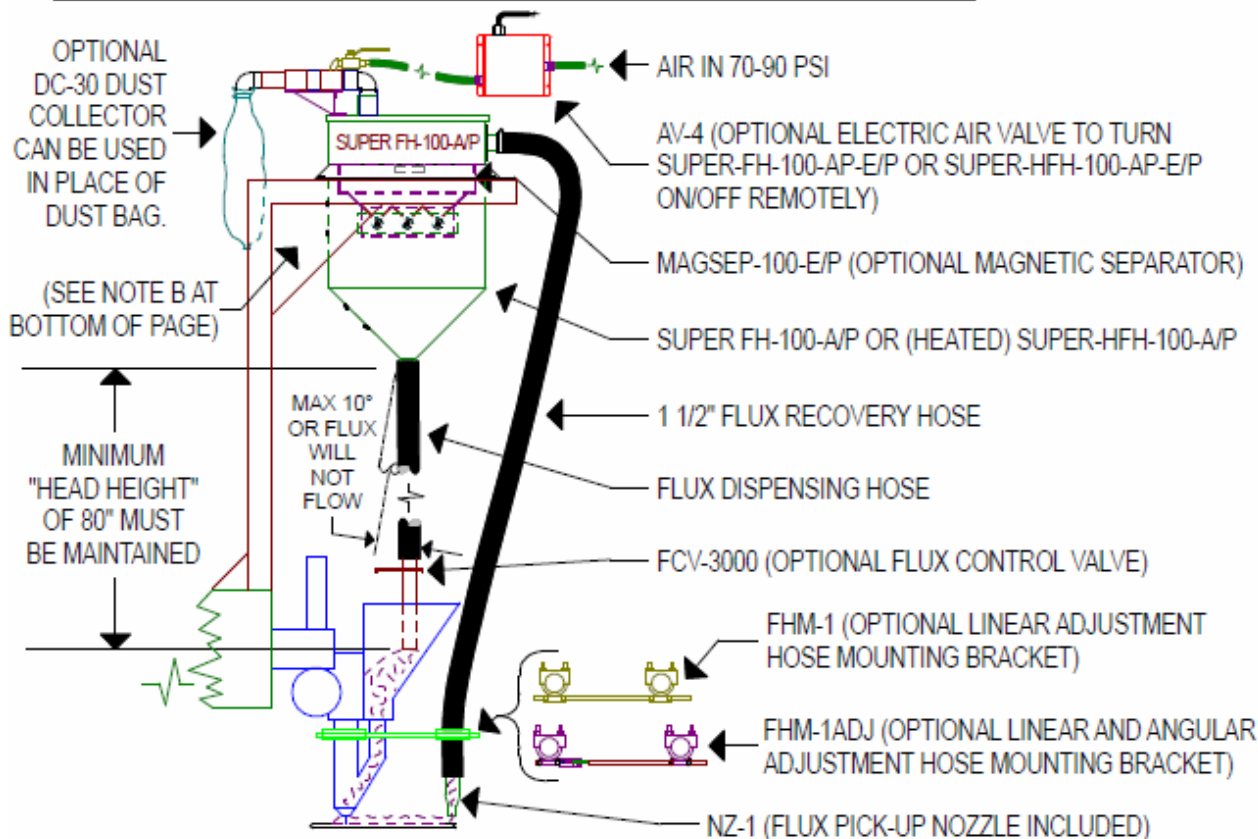 OPTIONAL
DC-30 DUST
COLLECTOR
CAN BE USED
IN PLACE OF
DUST BAG.
(SEE NOTE B AT
BOTTOM OF PAGE)
MINIMUM
"HEAD HEIGHT"
OF 80" MUST
BE MAINTAINED
SUPER FH-100-A/P
MAX 10°
OR FLUX
WILL
NOT
FLOW
AIR IN 70-90 PSI
AV-4 (OPTIONAL ELECTRIC AIR VALVE TO TURN
SUPER-FH-100-AP-E/P OR SUPER-HFH-100-AP-E/P
ON/OFF REMOTELY)
MAGSEP-100-E/P (OPTIONAL MAGNETIC SEPARATOR)
SUPER FH-100-A/P OR (HEATED) SUPER-HFH-100-A/P
1 1/2" FLUX RECOVERY HOSE
FLUX DISPENSING HOSE
FCV-3000 (OPTIONAL FLUX CONTROL VALVE)
FHM-1 (OPTIONAL LINEAR ADJUSTMENT
HOSE MOUNTING BRACKET)
FHM-1ADJ (OPTIONAL LINEAR AND ANGULAR
ADJUSTMENT HOSE MOUNTING BRACKET)
NZ-1 (FLUX PICK-UP NOZZLE INCLUDED)